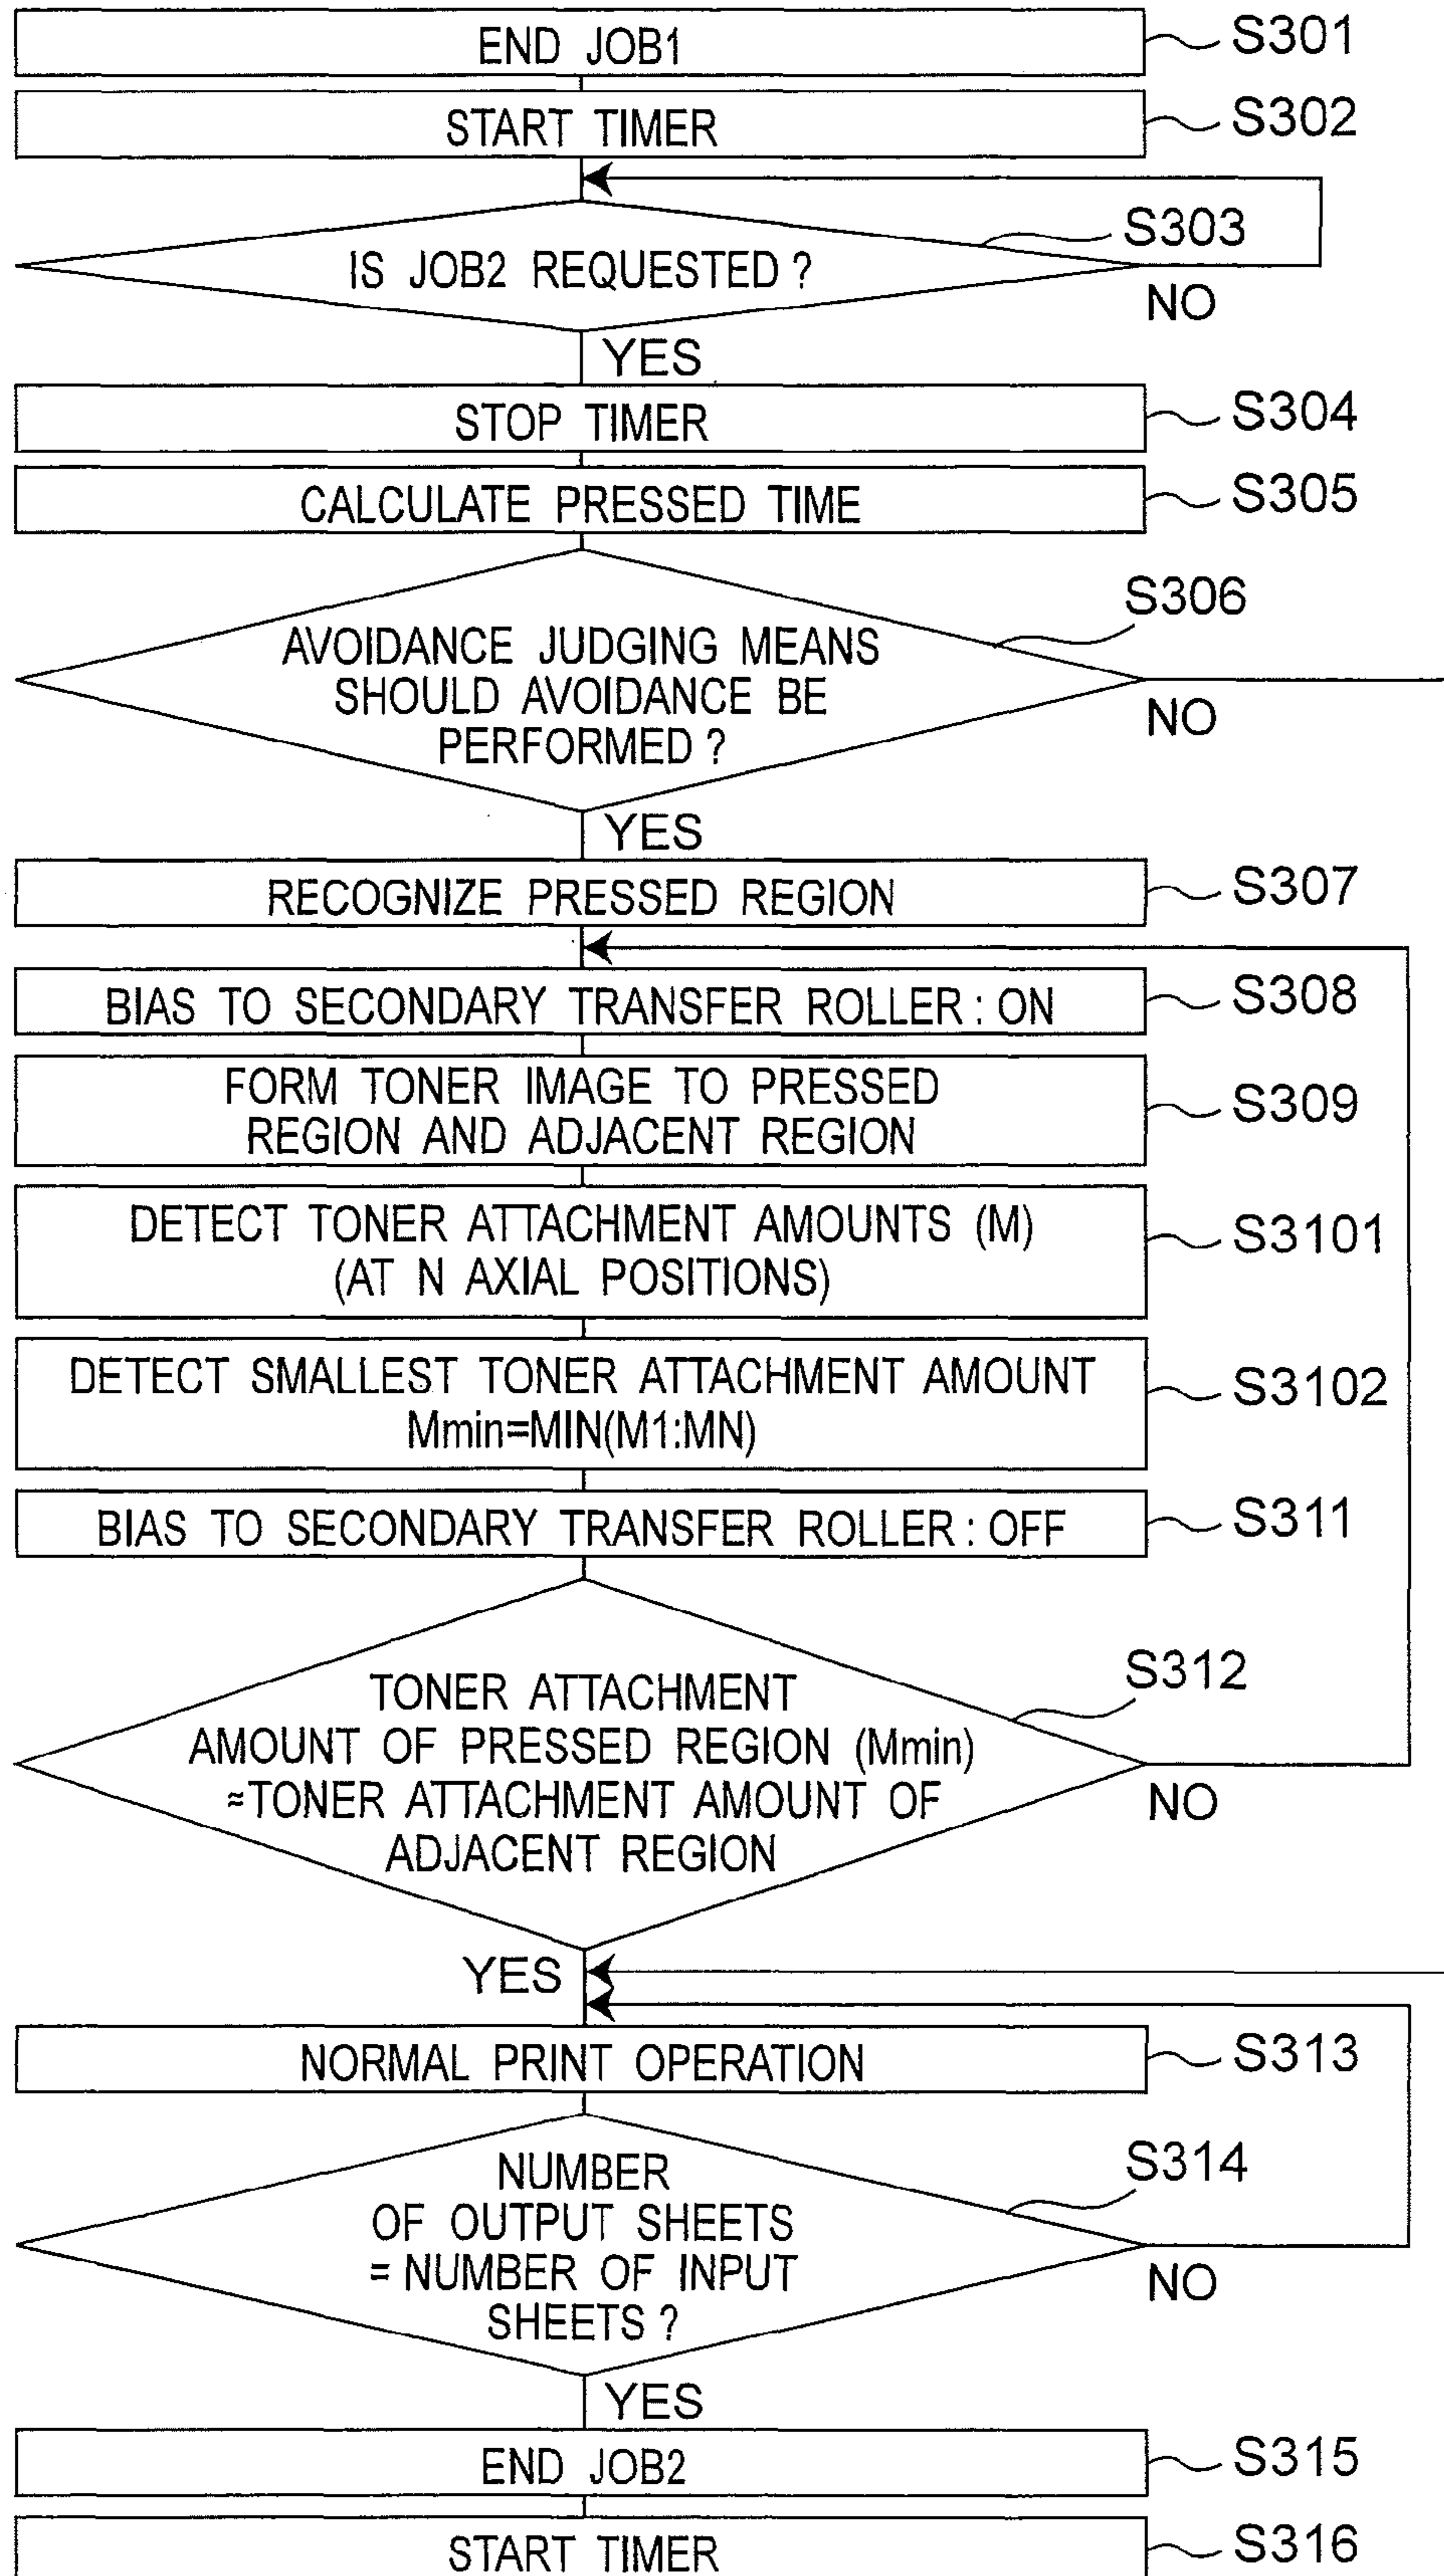 END JOB1
S301
START TIMER
S302
S303
IS JOB2 REQUESTED ?
NO
YES
STOP TIMER
S304
CALCULATE PRESSED TIME
S305
S306
AVOIDANCE JUDGING MEANS
SHOULD AVOIDANCE BE
PERFORMED ?
NO
YES
RECOGNIZE PRESSED REGION
S307
BIAS TO SECONDARY TRANSFER ROLLER : ON
S308
FORM TONER IMAGE TO PRESSED
REGION AND ADJACENT REGION
S309
DETECT TONER ATTACHMENT AMOUNTS (M)
(AT N AXIAL POSITIONS)
S3101
DETECT SMALLEST TONER ATTACHMENT AMOUNT
Mmin=MIN(M1:MN)
S3102
BIAS TO SECONDARY TRANSFER ROLLER : OFF
S311
S312
TONER ATTACHMENT
AMOUNT OF PRESSED REGION (Mmin)
≈TONER ATTACHMENT AMOUNT OF
ADJACENT REGION
NO
YES
NORMAL PRINT OPERATION
S313
S314
NUMBER
OF OUTPUT SHEETS
= NUMBER OF INPUT
SHEETS ?
NO
YES
END JOB2
S315
START TIMER
S316